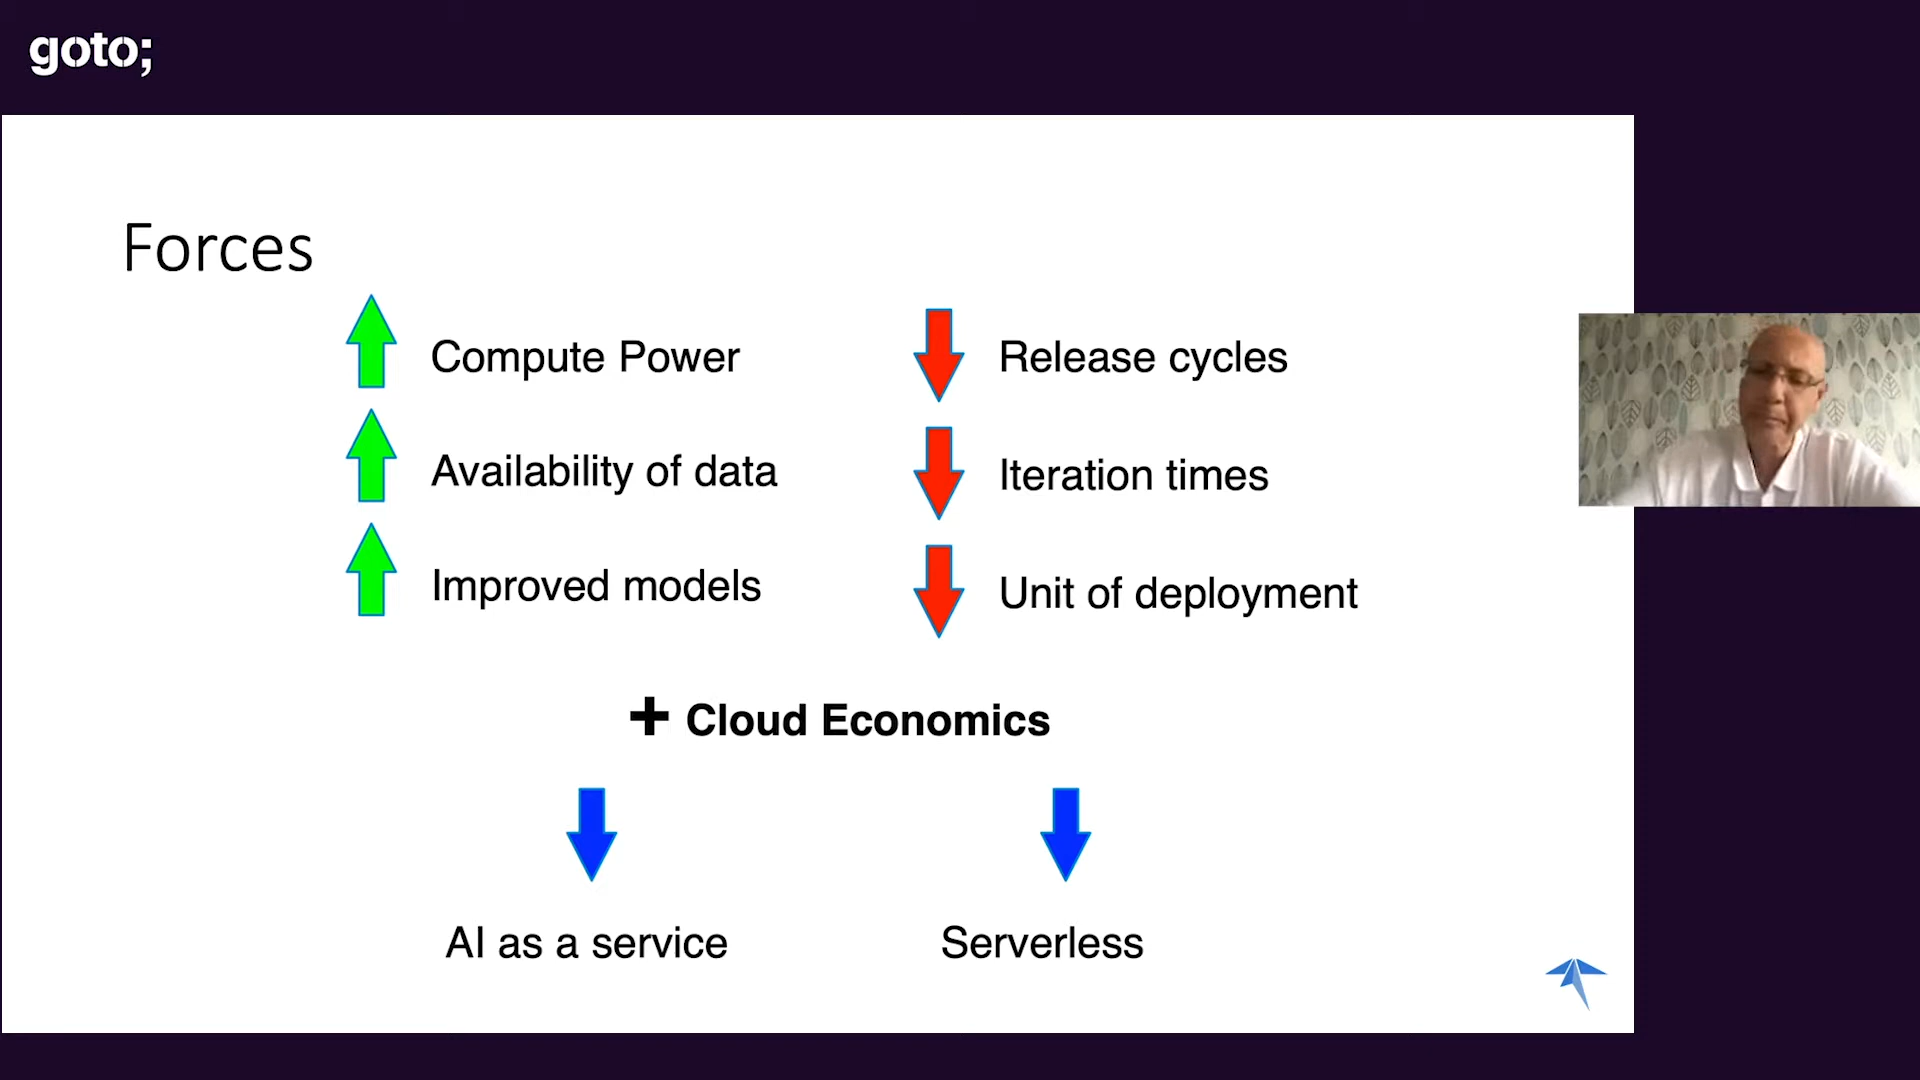 goto;
Forces
Compute Power
Availability of data
Improved models
Release cycles
Iteration times
Unit of deployment
+ Cloud Economics
AI as a service
Serverless